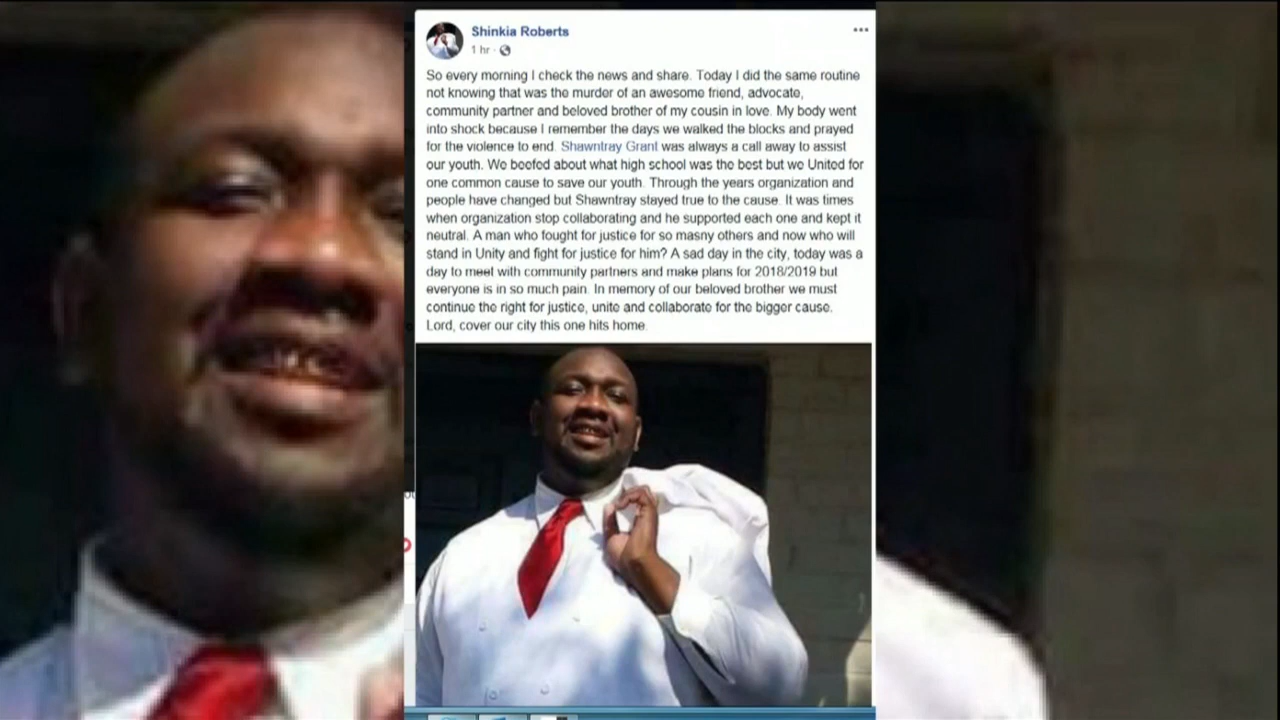 Shinkia Roberts
1 hr ·
So every morning I check the news and share. Today I did the same routine
not knowing that was the murder of an awesome friend, advocate,
community partner and beloved brother of my cousin in love. My body went
into shock because I remember the days we walked the blocks and prayed
for the violence to end. Shawntray Grant was always a call away to assist
our youth. We beefed about what high school was the best but we United for
one common cause to save our youth. Through the years organization and
people have changed but Shawntray stayed true to the cause. It was times
when organization stop collaborating and he supported each one and kept it
neutral. A man who fought for justice for so masny others and now who will
stand in Unity and fight for justice for him? A sad day in the city, today was a
day to meet with community partners and make plans for 2018/2019 but
everyone is in so much pain. In memory of our beloved brother we must
continue the right for justice, unite and collaborate for the bigger cause.
Lord, cover our city this one hits home.